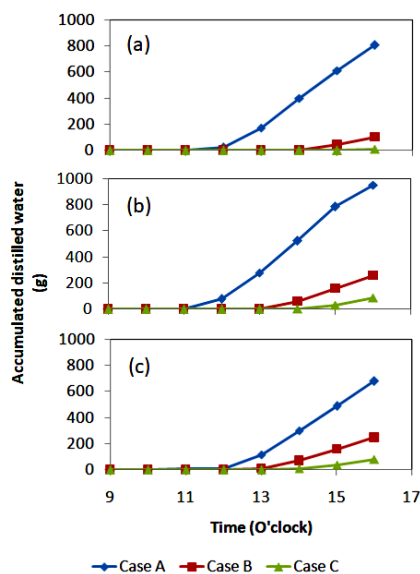 1000
800
600
400
200
0
(a)
1000
800
600
400
200
0
(b)
1000
800
600
400
200
0
(c)
9 11 13 15 17
Accumulated distilled water
(g)
Time (O'clock)
Case A Case B Case C